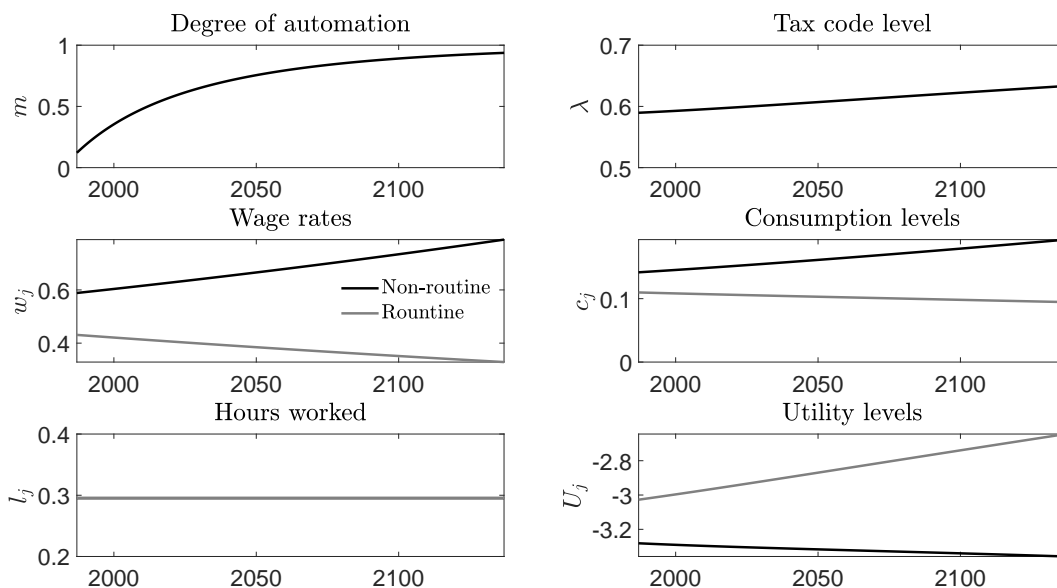 Degree of automation
Tax code level
1
0.5
0
m
2000 2050 2100
0.7
0.6
0.5
λ
2000 2050 2100
Wage rates
Consumption levels
0.6
0.4
w_j
Non-routine
Rountine
2000 2050 2100
0.1
0
c_j
2000 2050 2100
Hours worked
Utility levels
0.4
0.3
0.2
l_j
2000 2050 2100
-2.8
-3
-3.2
U_j
2000 2050 2100